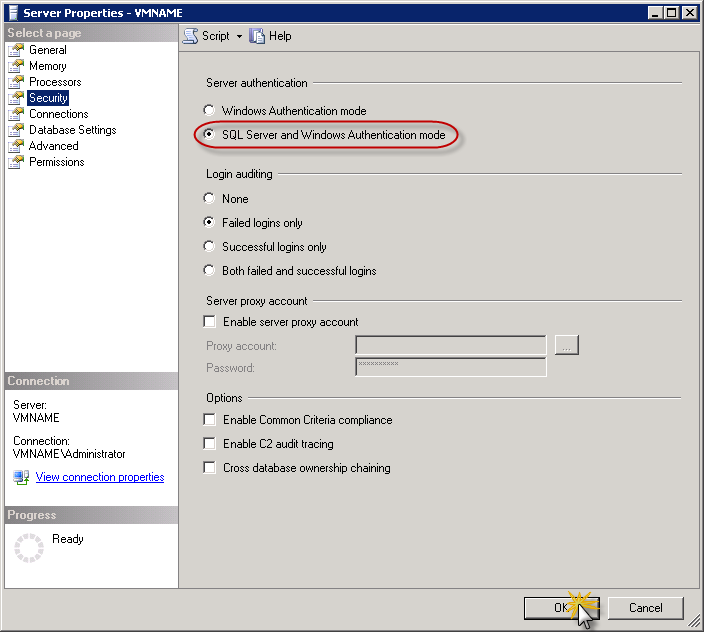 Server Properties - VMNAME
Select a page
General
Memory
Processors
Security
Connections
Database Settings
Advanced
Permissions
Script
Help
Server authentication
Windows Authentication mode
SQL Server and Windows Authentication mode
Login auditing
None
Failed logins only
Successful logins only
Both failed and successful logins
Server proxy account
Enable server proxy account
Proxy account:
...
Password:
**********
Options
Enable Common Criteria compliance
Enable C2 audit tracing
Cross database ownership chaining
Connection
Server:
VMNAME
Connection:
VMNAME\Administrator
View connection properties
Progress
Ready
OK
Cancel